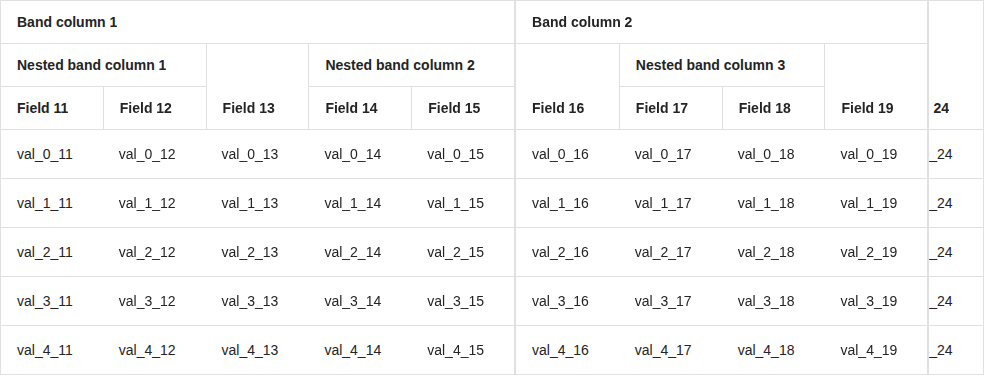 Band column 1 Band column 2
Nested band column 1 Nested band column 2 Nested band column 3
Field 11 Field 12 Field 13 Field 14 Field 15 Field 16 Field 17 Field 18 Field 19 24
val_0_11 val_0_12 val_0_13 val_0_14 val_0_15 val_0_16 val_0_17 val_0_18 val_0_19 _24
val_1_11 val_1_12 val_1_13 val_1_14 val_1_15 val_1_16 val_1_17 val_1_18 val_1_19 _24
val_2_11 val_2_12 val_2_13 val_2_14 val_2_15 val_2_16 val_2_17 val_2_18 val_2_19 _24
val_3_11 val_3_12 val_3_13 val_3_14 val_3_15 val_3_16 val_3_17 val_3_18 val_3_19 _24
val_4_11 val_4_12 val_4_13 val_4_14 val_4_15 val_4_16 val_4_17 val_4_18 val_4_19 _24